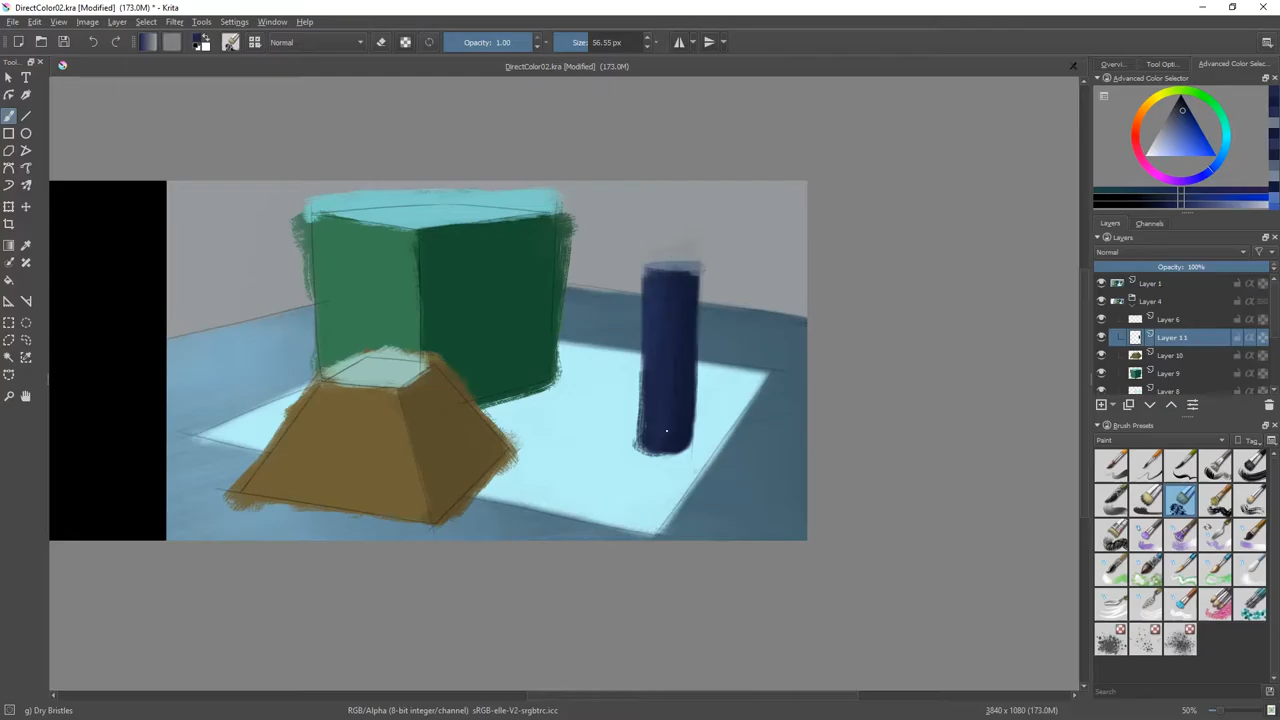 DirectColor02.kra [Modified] (173.0M) * - Krita
File Edit View Image Layer Select Filter Tools Settings Window Help
Normal Opacity: 1.00 Size: 56.55 px
Tool...
DirectColor02.kra [Modified] (173.0M)
Overvi... Tool Opti... Advanced Color Selec...
Advanced Color Selector
Layers Channels
Layers
Normal
Opacity: 100%
Layer 1
Layer 4
Layer 6
Layer 11
Layer 10
Layer 9
Layer 8
Brush Presets
Paint Tag
Search
g) Dry Bristles RGB/Alpha (8-bit integer/channel) sRGB-elle-V2-srgbtrc.icc 3840 x 1080 (173.0M) 50%